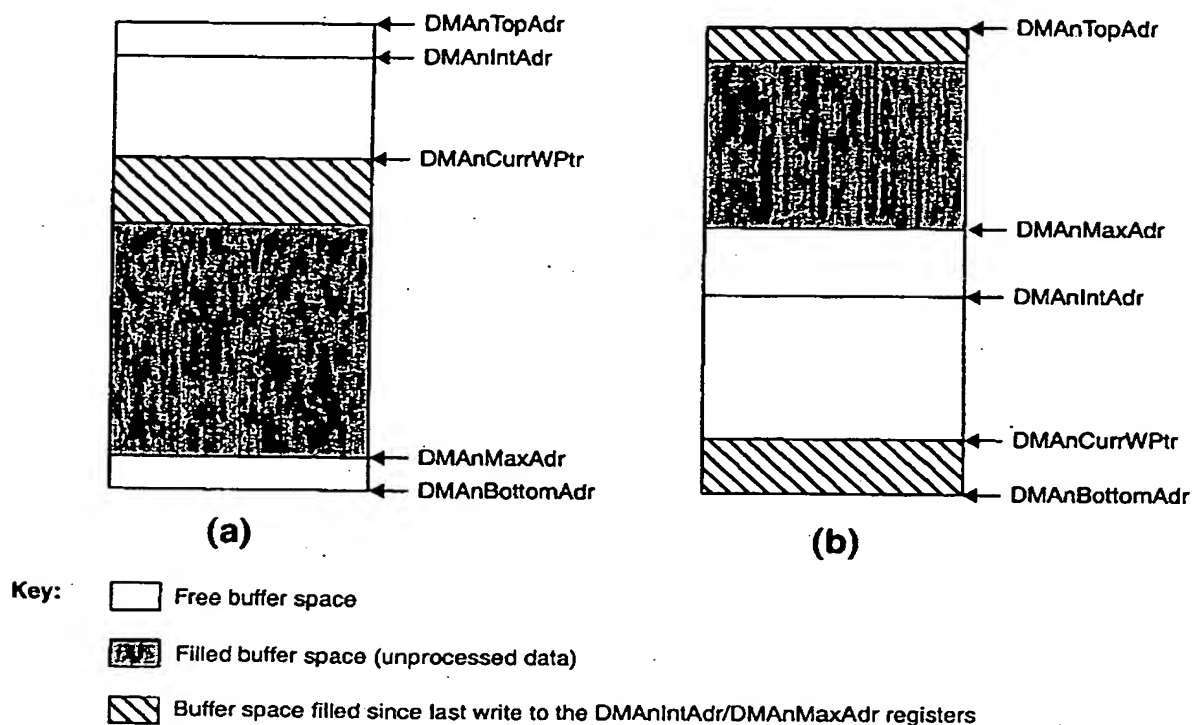 DMAnTopAdr
DMAnIntAdr
DMAnCurrWPtr
DMAnMaxAdr
DMAnBottomAdr
(a)
DMAnTopAdr
DMAnMaxAdr
DMAnIntAdr
DMAnCurrWPtr
DMAnBottomAdr
(b)
Key:
Free buffer space
Filled buffer space (unprocessed data)
Buffer space filled since last write to the DMAnIntAdr/DMAnMaxAdr registers